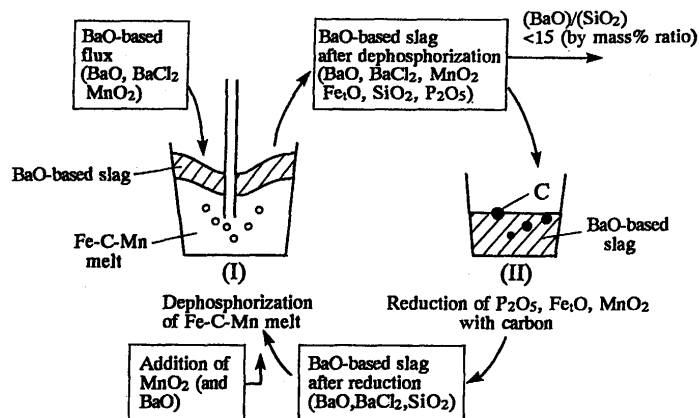 BaO-based
flux
(BaO, BaCl2
MnO2)
BaO-based slag
after dephosphorization
(BaO, BaCl2, MnO2
FetO, SiO2, P2O5)
(BaO)/(SiO2)
<15 (by mass% ratio)
BaO-based slag
Fe-C-Mn
melt
(I)
Dephosphorization
of Fe-C-Mn melt
C
BaO-based
slag
(II)
Reduction of P2O5, FetO, MnO2
with carbon
Addition of
MnO2 (and
BaO)
BaO-based slag
after reduction
(BaO,BaCl2,SiO2)